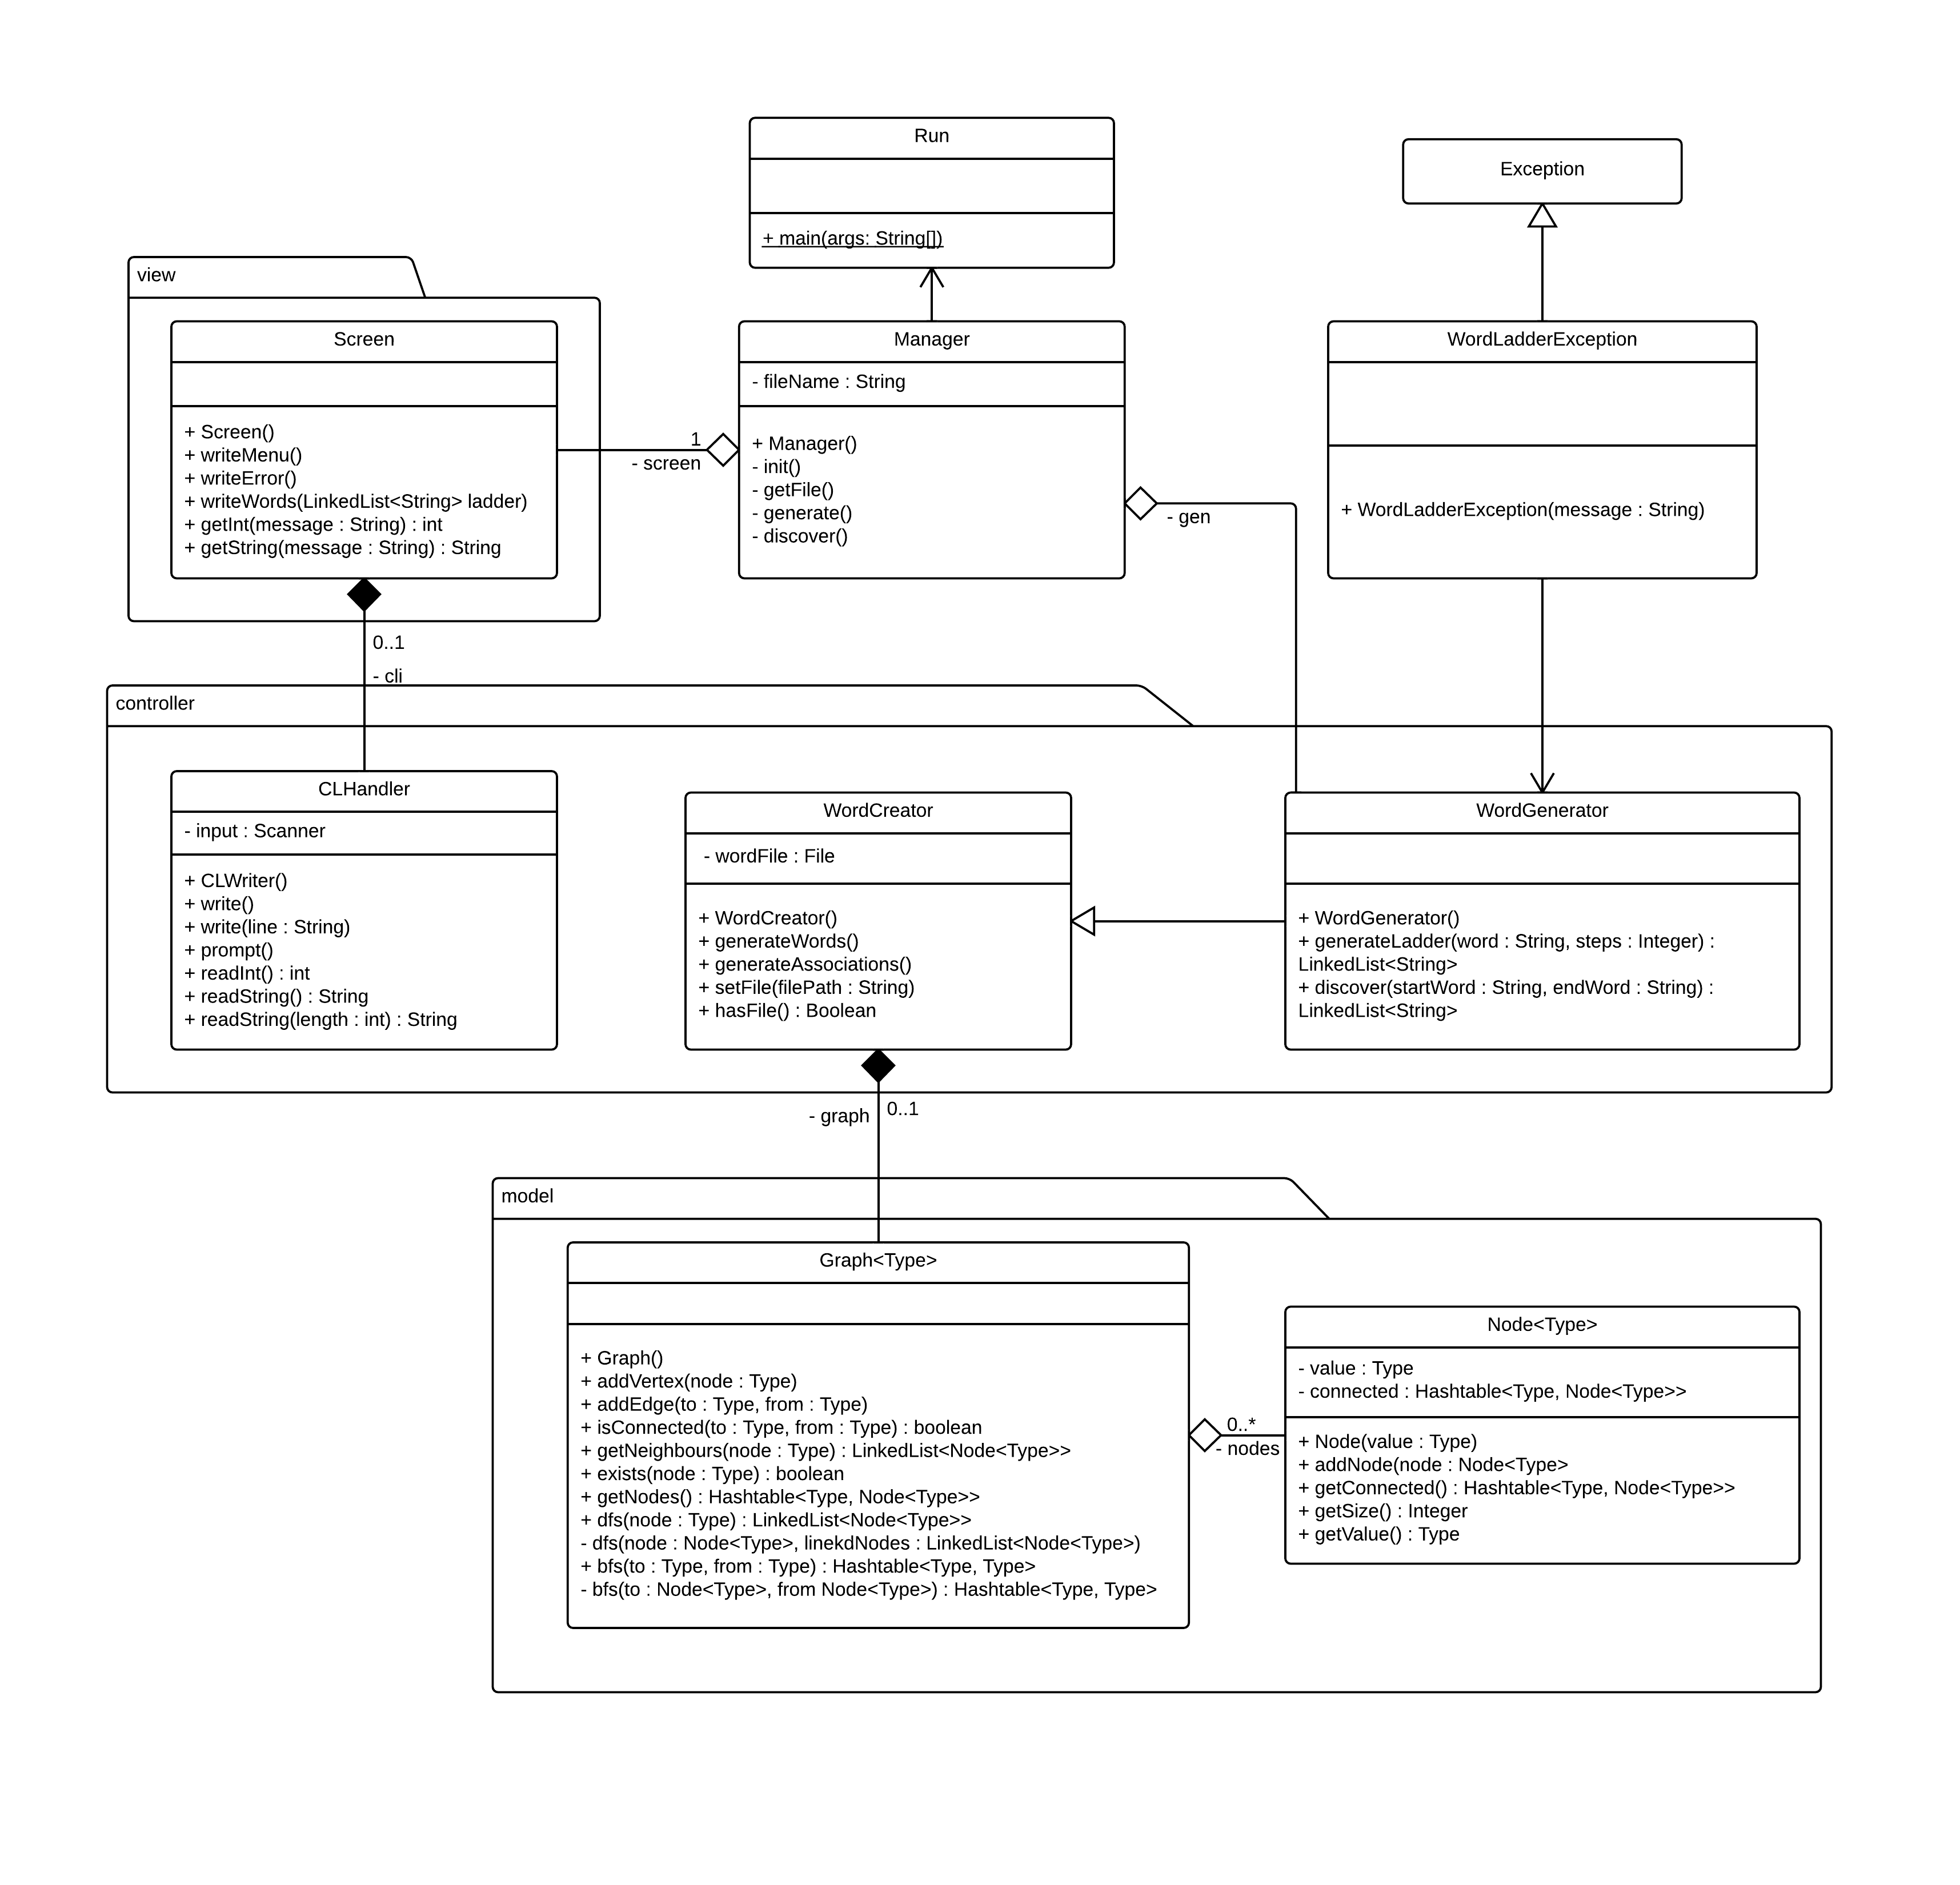 Run
+ main(args: String[])
Exception
view
Screen
+ Screen()
+ writeMenu()
+ writeError()
+ writeWords(LinkedList<String> ladder)
+ getInt(message : String) : int
+ getString(message : String) : String
1
- screen
Manager
- fileName : String
+ Manager()
- init()
- getFile()
- generate()
- discover()
- gen
WordLadderException
+ WordLadderException(message : String)
0..1
- cli
controller
CLHandler
- input : Scanner
+ CLWriter()
+ write()
+ write(line : String)
+ prompt()
+ readInt() : int
+ readString() : String
+ readString(length : int) : String
WordCreator
- wordFile : File
+ WordCreator()
+ generateWords()
+ generateAssociations()
+ setFile(filePath : String)
+ hasFile() : Boolean
WordGenerator
+ WordGenerator()
+ generateLadder(word : String, steps : Integer) :
LinkedList<String>
+ discover(startWord : String, endWord : String) :
LinkedList<String>
- graph
0..1
model
Graph<Type>
+ Graph()
+ addVertex(node : Type)
+ addEdge(to : Type, from : Type)
+ isConnected(to : Type, from : Type) : boolean
+ getNeighbours(node : Type) : LinkedList<Node<Type>>
+ exists(node : Type) : boolean
+ getNodes() : Hashtable<Type, Node<Type>>
+ dfs(node : Type) : LinkedList<Node<Type>>
- dfs(node : Node<Type>, linekdNodes : LinkedList<Node<Type>)
+ bfs(to : Type, from : Type) : Hashtable<Type, Type>
- bfs(to : Node<Type>, from Node<Type>) : Hashtable<Type, Type>
0..*
- nodes
Node<Type>
- value : Type
- connected : Hashtable<Type, Node<Type>>
+ Node(value : Type)
+ addNode(node : Node<Type>
+ getConnected() : Hashtable<Type, Node<Type>>
+ getSize() : Integer
+ getValue() : Type